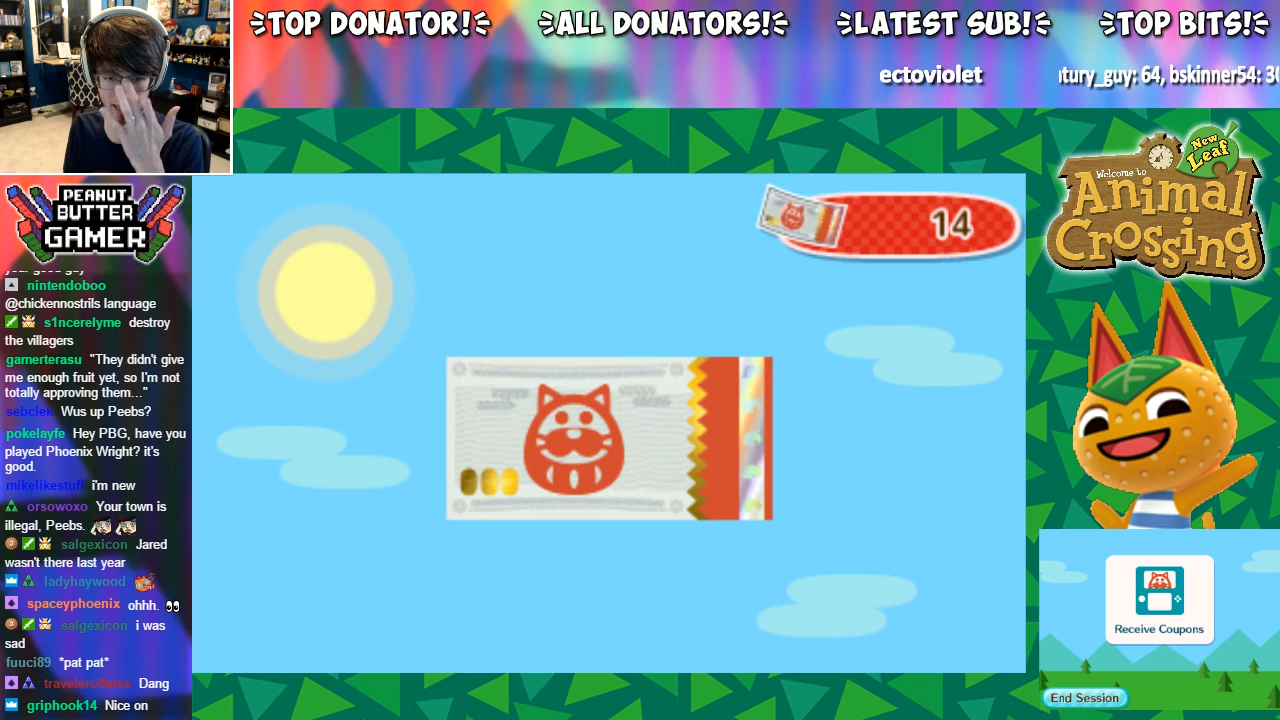 TOP DONATOR!
ALL DONATORS!
LATEST SUB!
TOP BITS!
ectoviolet
tury_guy: 64, bskinner54: 30
PEANUT
BUTTER
GAMER
nintendoboo
@chickennostrils language
s1ncerelyme destroy
the villagers
gamerterasu "They didn't give
me enough fruit yet, so I'm not
totally approving them..."
sebclek Wus up Peebs?
pokelayfe Hey PBG, have you
played Phoenix Wright? it's
good.
mikelikestuff i'm new
orsowoxo Your town is
illegal, Peebs.
salgexicon Jared
wasn't there last year
ladyhaywood
spaceyphoenix ohhh.
salgexicon i was
sad
fuuci89 *pat pat*
traveleroffates Dang
griphook14 Nice on
14
Welcome to
New
Leaf
Animal
Crossing
Receive Coupons
End Session